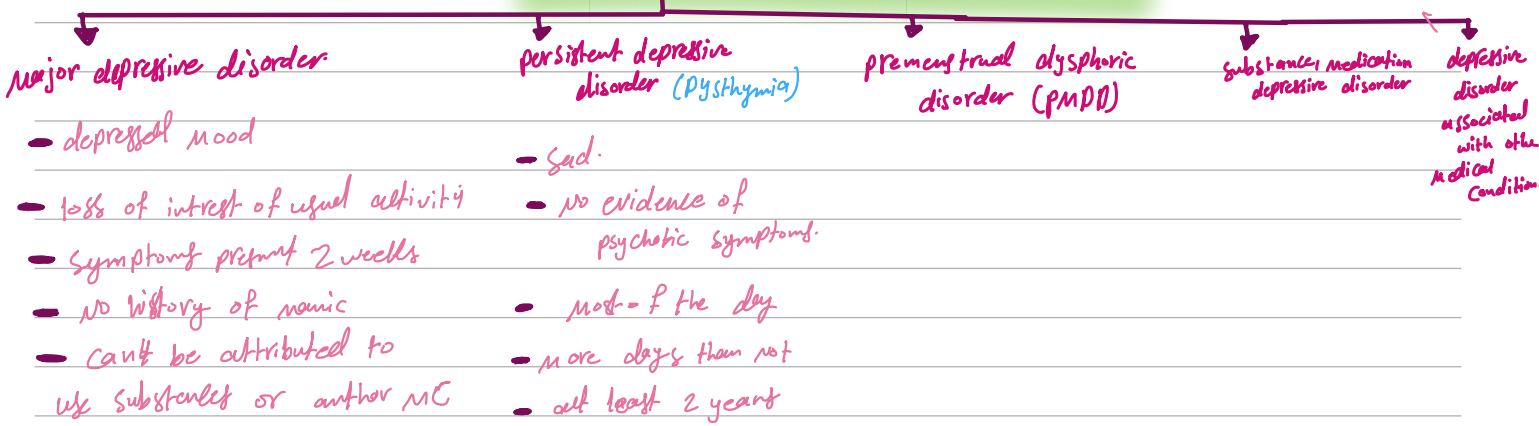 Major depressive disorder.
depressed mood
loss of intrest of usual activity
symptoms present 2 weeks
No history of manic
can't be attributed to
use substances or author MC
persistent depressive
disorder (Dysthymia)
sad.
No evidence of
psychotic symptoms.
most of the day
more days than not
at least 2 years
premenstrual dysphoric
disorder (PMDD)
substance, medication
depressive disorder
depressive
disorder
associated
with othe
medical
Condition